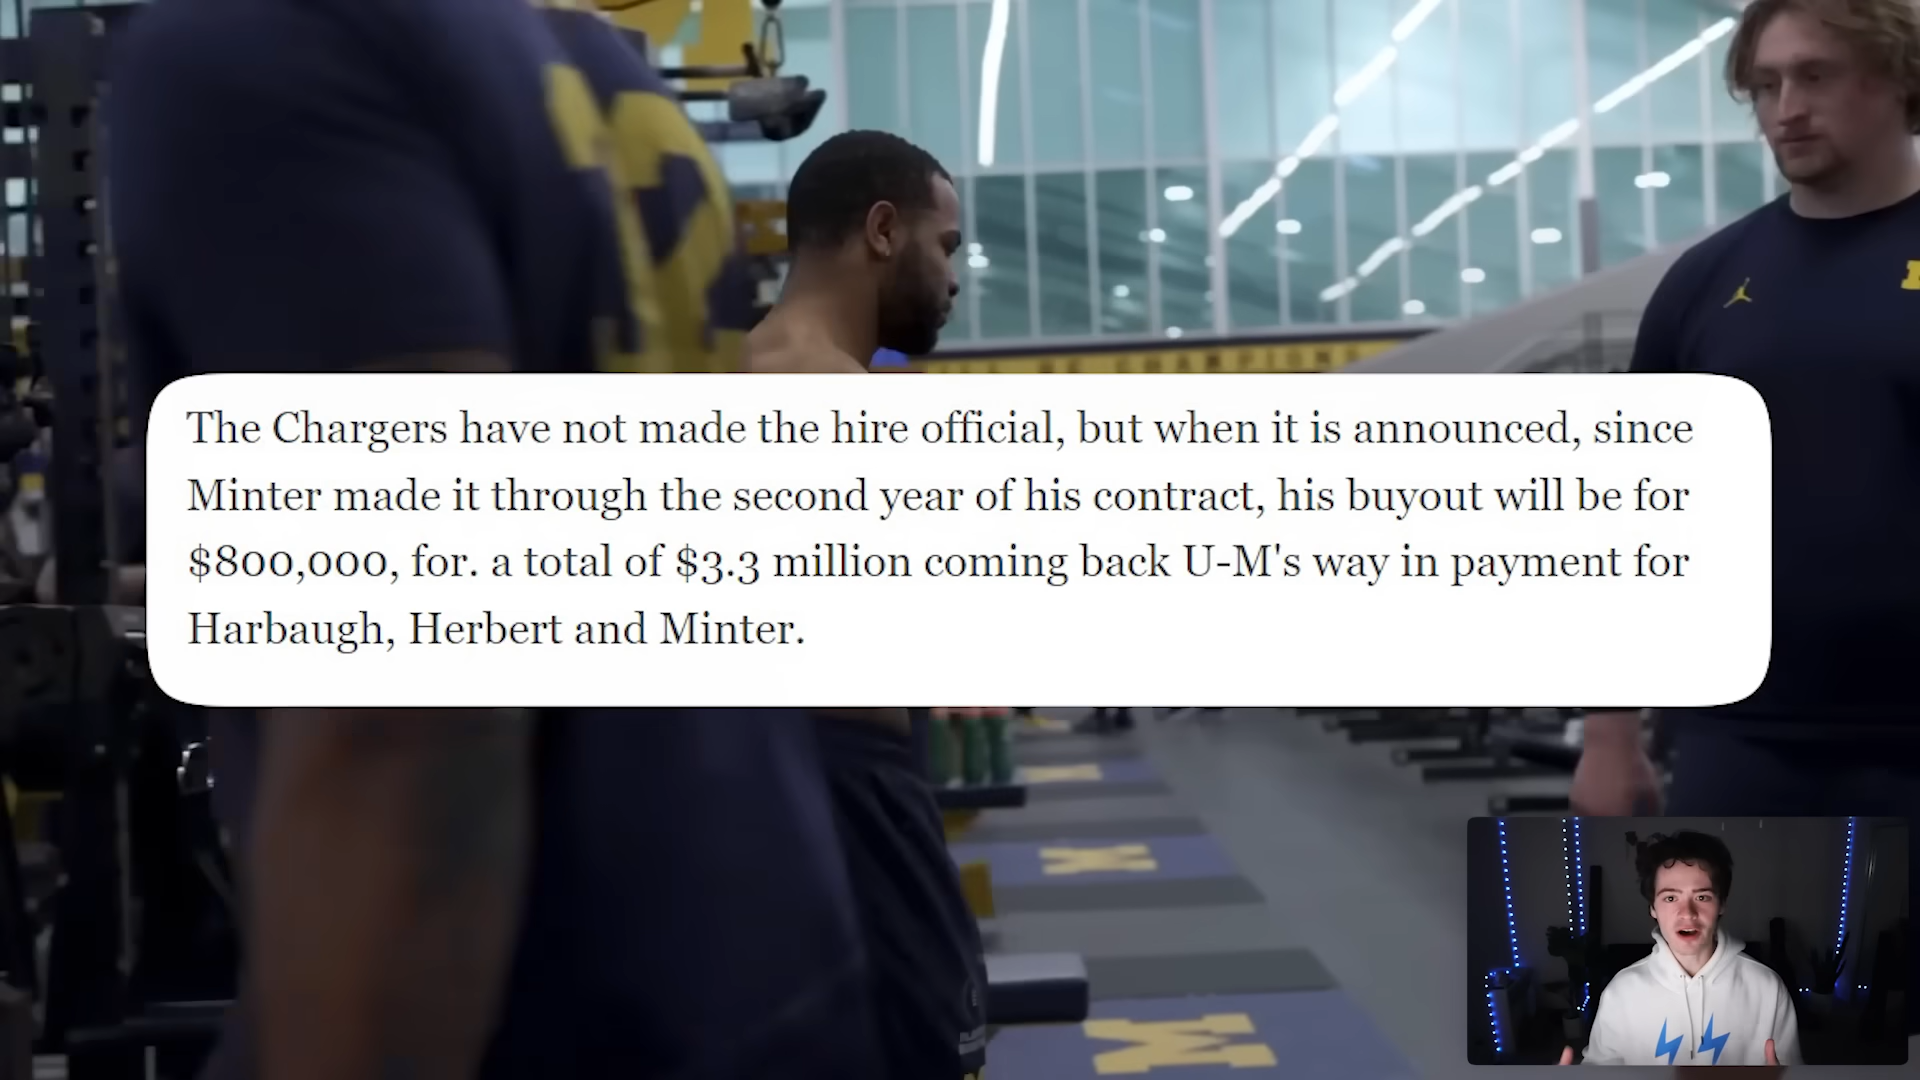 The Chargers have not made the hire official, but when it is announced, since
Minter made it through the second year of his contract, his buyout will be for
$800,000, for. a total of $3.3 million coming back U-M's way in payment for
Harbaugh, Herbert and Minter.